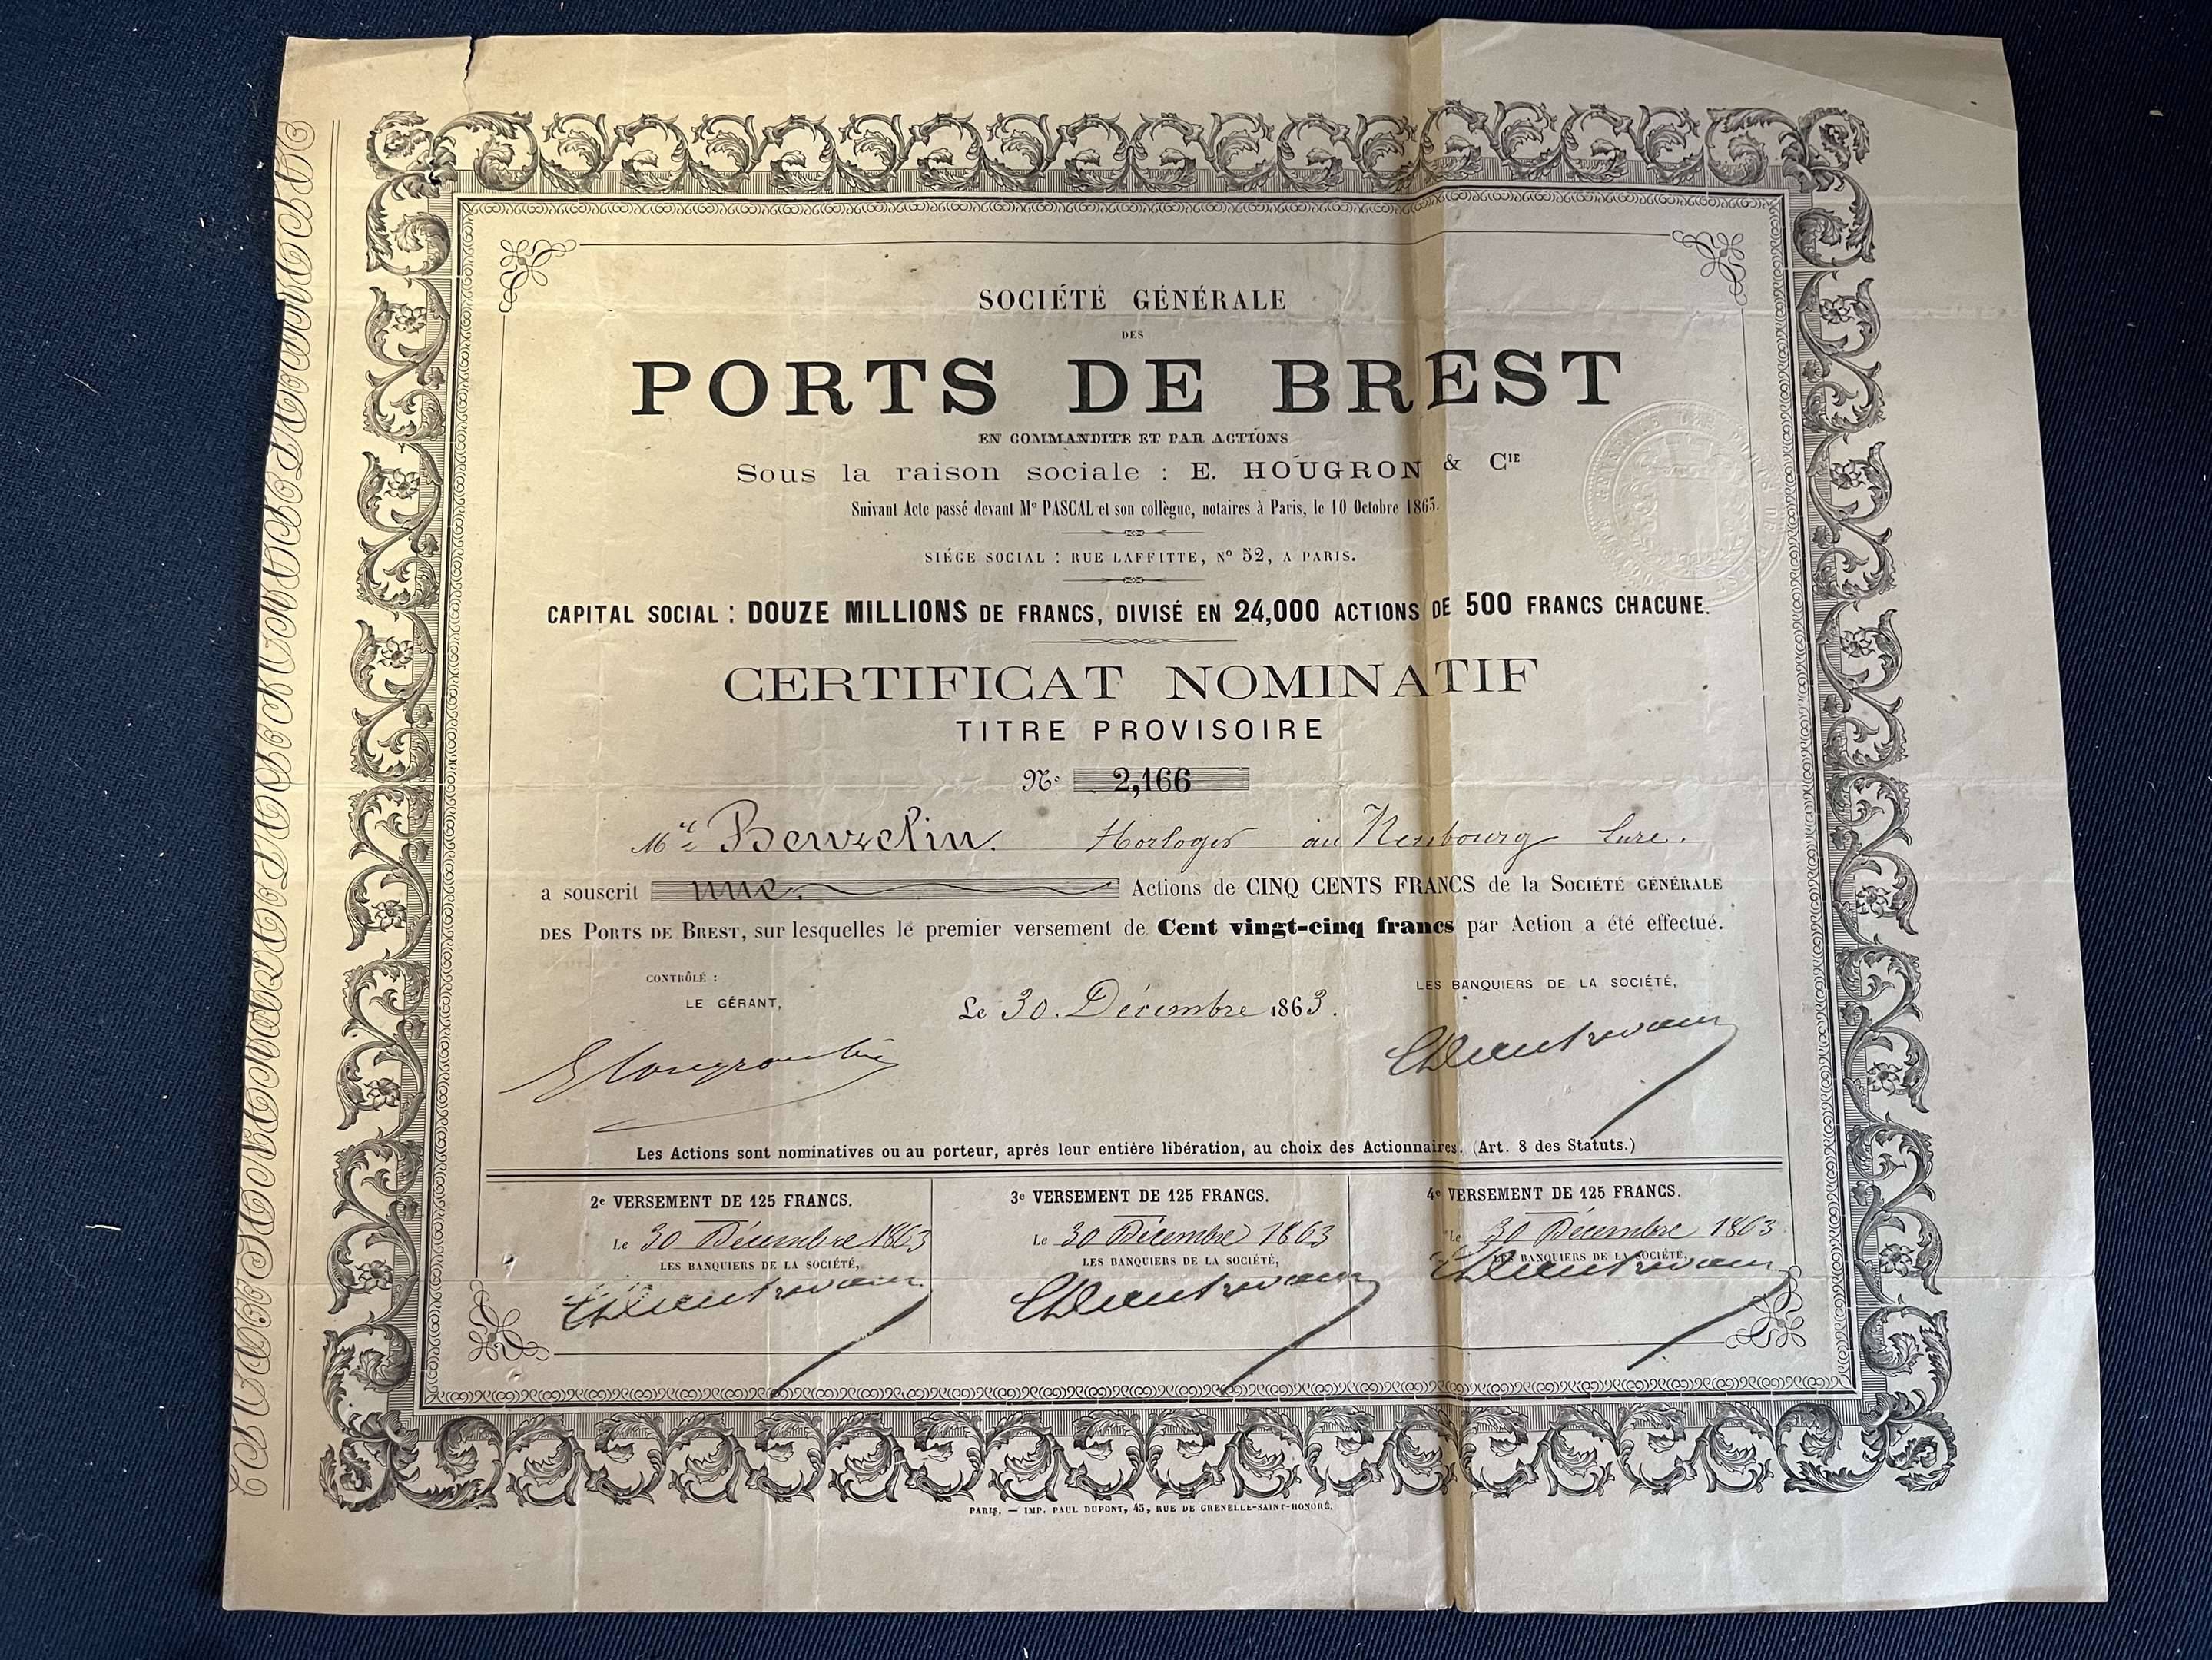 SOCIÉTÉ GÉNÉRALE
DES
PORTS DE BREST
EN COMMANDITE ET PAR ACTIONS
Sous la raison sociale : E. HOUGRON & CIE
Suivant Acte passé devant Me PASCAL et son collègue, notaires à Paris, le 10 Octobre 1863.
SIÉGE SOCIAL : RUE LAFFITTE, No 52, A PARIS.
CAPITAL SOCIAL : DOUZE MILLIONS DE FRANCS, DIVISÉ EN 24,000 ACTIONS DE 500 FRANCS CHACUNE.
CERTIFICAT NOMINATIF
TITRE PROVISOIRE
No 2,166
Beuzelin. Horloger au Neubourg Eure.
a souscrit une Actions de CINQ CENTS FRANCS de la SOCIÉTÉ GÉNÉRALE
DES PORTS DE BREST, sur lesquelles le premier versement de Cent vingt-cinq francs par Action a été effectué.
CONTRÔLE :
LE GÉRANT,
Le 30 Décembre 1863.
LES BANQUIERS DE LA SOCIÉTÉ,
Les Actions sont nominatives ou au porteur, après leur entière libération, au choix des Actionnaires. (Art. 8 des Statuts.)
2e VERSEMENT DE 125 FRANCS.
Le 30 Décembre 1863
LES BANQUIERS DE LA SOCIÉTÉ,
3e VERSEMENT DE 125 FRANCS.
Le 30 Décembre 1863
LES BANQUIERS DE LA SOCIÉTÉ,
4e VERSEMENT DE 125 FRANCS.
Le 30 Décembre 1863
LES BANQUIERS DE LA SOCIÉTÉ,
PARIS. — IMP. PAUL DUPONT, 45, RUE DE GRENELLE-SAINT-HONORÉ.